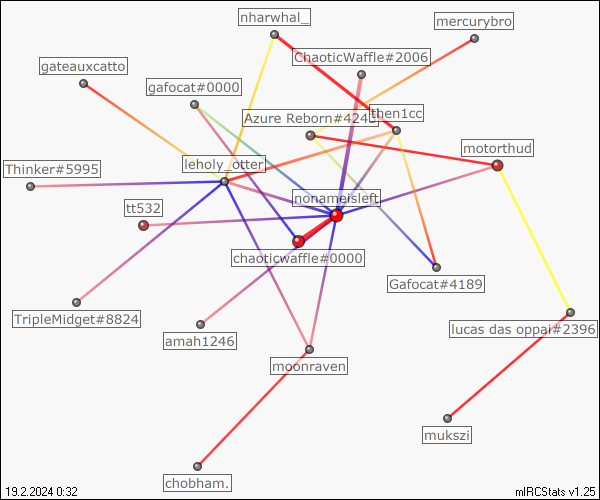 nharwhal_
mercurybro
ChaoticWaffle#2006
gateauxcatto
gafocat#0000
Azure Reborn#4245
then1cc
motorthud
Thinker#5995
leholy_otter
nonameisleft
tt532
chaoticwaffle#0000
Gafocat#4189
TripleMidget#8824
lucas das oppai#2396
amah1246
moonraven
mukszi
chobham.
19.2.2024 0:32
mIRCStats v1.25